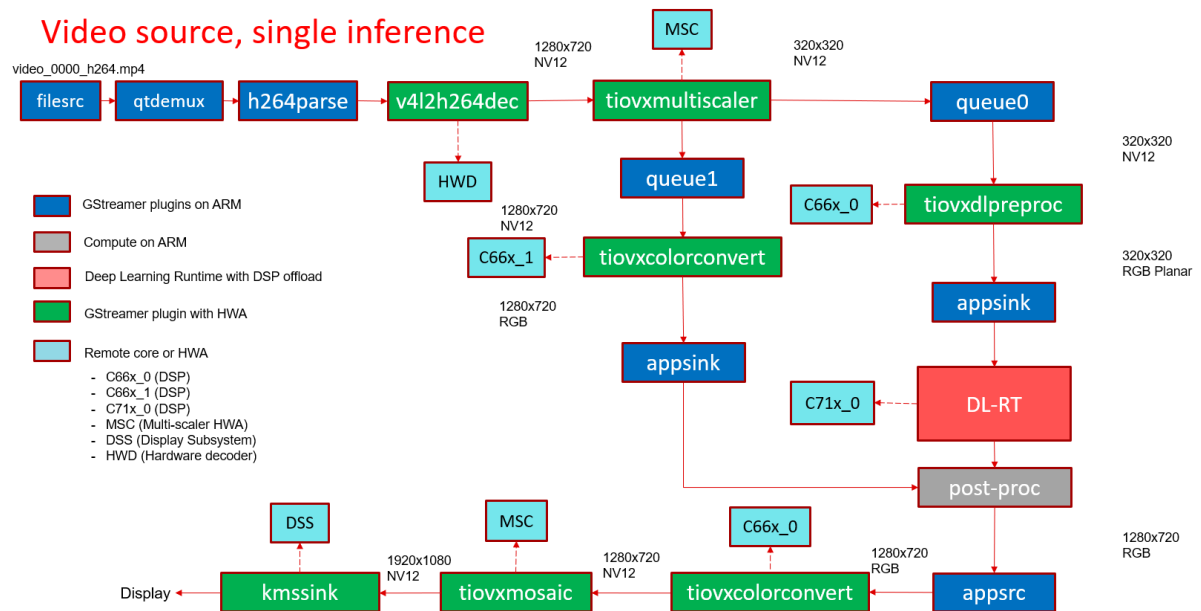 Video source, single inference
video_0000_h264.mp4
filesrc
qtdemux
h264parse
v4l2h264dec
1280x720
NV12
MSC
tiovxmultiscaler
320x320
NV12
queue0
HWD
queue1
320x320
NV12
GStreamer plugins on ARM
Compute on ARM
Deep Learning Runtime with DSP offload
GStreamer plugin with HWA
Remote core or HWA
- C66x_0 (DSP)
- C66x_1 (DSP)
- C71x_0 (DSP)
- MSC (Multi-scaler HWA)
- DSS (Display Subsystem)
- HWD (Hardware decoder)
1280x720
NV12
C66x_1
tiovxcolorconvert
C66x_0
tiovxdlpreproc
1280x720
RGB
320x320
RGB Planar
appsink
appsink
C71x_0
DL-RT
post-proc
1280x720
RGB
appsrc
1280x720
RGB
C66x_0
tiovxcolorconvert
1280x720
NV12
MSC
tiovxmosaic
1920x1080
NV12
DSS
kmssink
Display